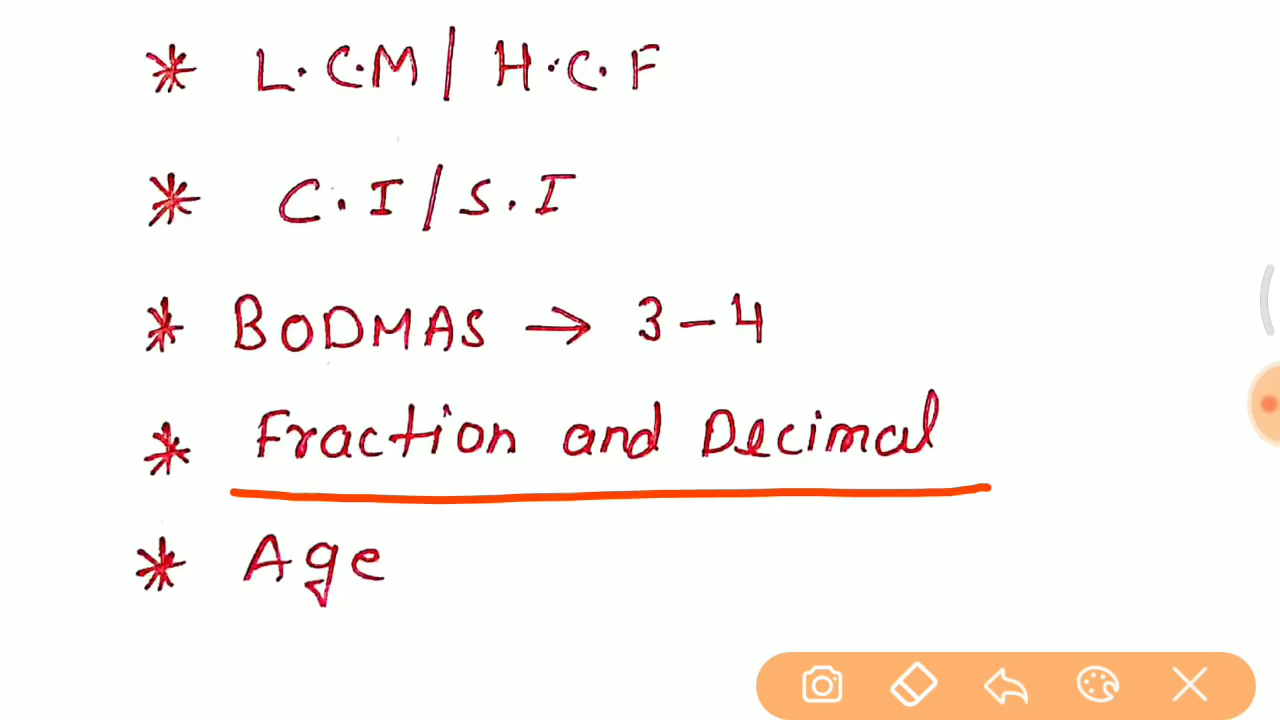 * L.C.M / H.C.F
* C.I / S.I
* BODMAS → 3-4
* Fraction and Decimal
* Age